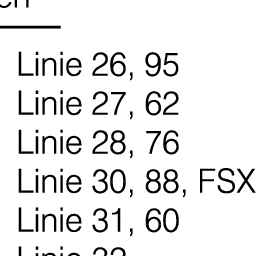 Linie 26, 95
Linie 27, 62
Linie 28, 76
Linie 30, 88, FSX
Linie 31, 60